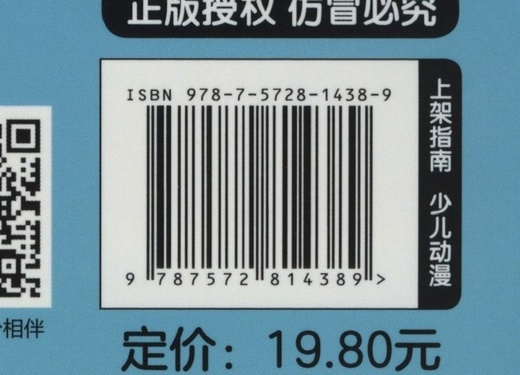 正版授权 仿冒必究
ISBN 978-7-5728-1438-9
9 787572 814389 >
上架指南 少儿动漫
相伴
定价：19.80元